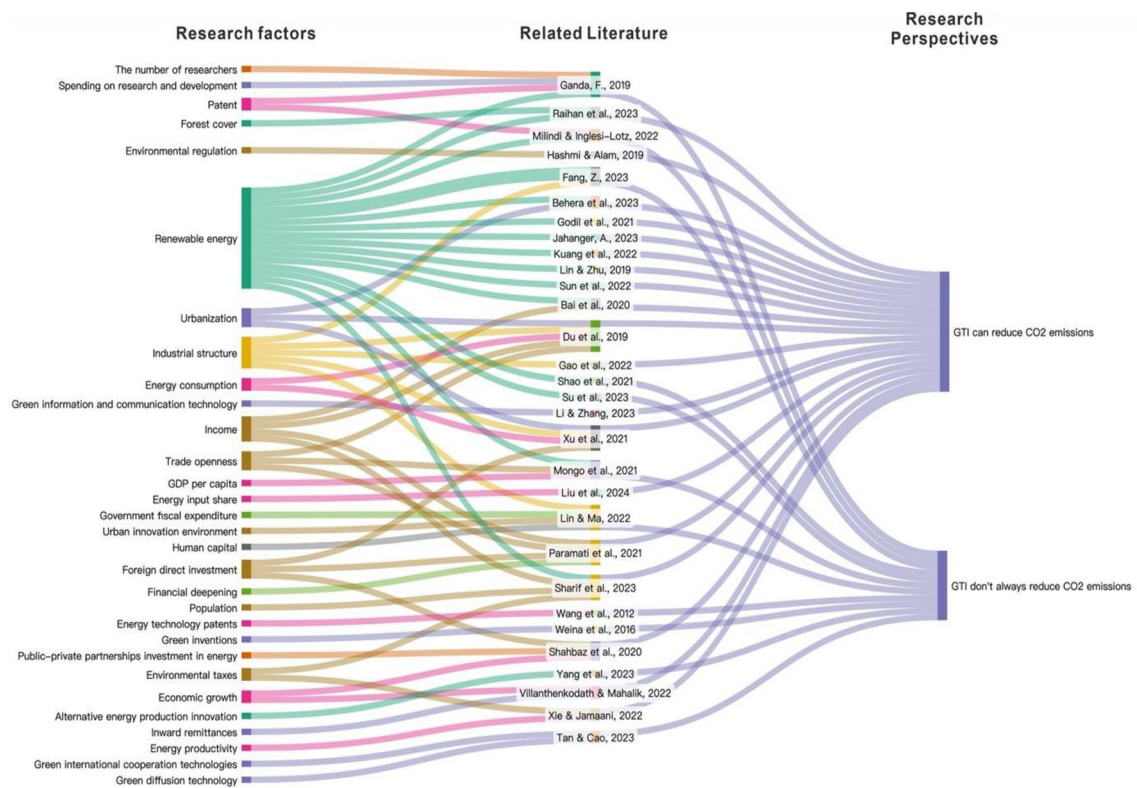 Research factors
Related Literature
Research
Perspectives
The number of researchers
Spending on research and development
Patent
Forest cover
Environmental regulation
Renewable energy
Urbanization
Industrial structure
Energy consumption
Green information and communication technology
Income
Trade openness
GDP per capita
Energy input share
Government fiscal expenditure
Urban innovation environment
Human capital
Foreign direct investment
Financial deepening
Population
Energy technology patents
Green inventions
Public-private partnerships investment in energy
Environmental taxes
Economic growth
Alternative energy production innovation
Inward remittances
Energy productivity
Green international cooperation technologies
Green diffusion technology
Ganda, F., 2019
Raihan et al., 2023
Milindi & Inglesi-Lotz, 2022
Hashmi & Alam, 2019
Fang, Z., 2023
Behera et al., 2023
Godil et al., 2021
Jahanger, A., 2023
Kuang et al., 2022
Lin & Zhu, 2019
Sun et al., 2022
Bai et al., 2020
Du et al., 2019
Gao et al., 2022
Shao et al., 2021
Su et al., 2023
Li & Zhang, 2023
Xu et al., 2021
Mongo et al., 2021
Liu et al., 2024
Lin & Ma, 2022
Paramati et al., 2021
Sharif et al., 2023
Wang et al., 2012
Weina et al., 2016
Shahbaz et al., 2020
Yang et al., 2023
Villanthenkodath & Mahalik, 2022
Xie & Jamaani, 2022
Tan & Cao, 2023
GTI can reduce CO2 emissions
GTI don't always reduce CO2 emissions